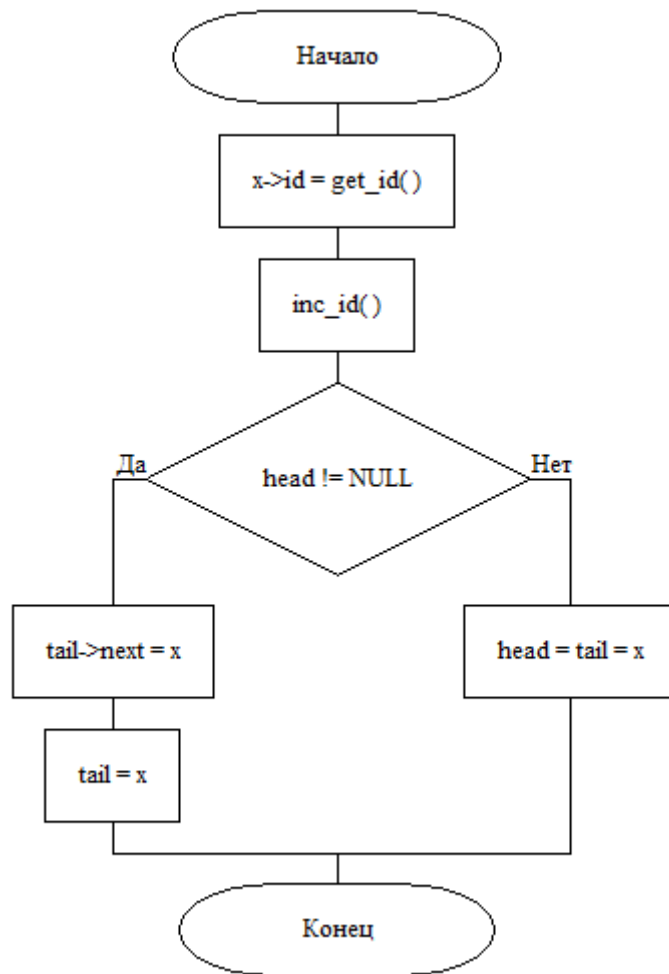 Начало
x->id = get_id( )
inc_id( )
Да
head != NULL
Нет
tail->next = x
head = tail = x
tail = x
Конец